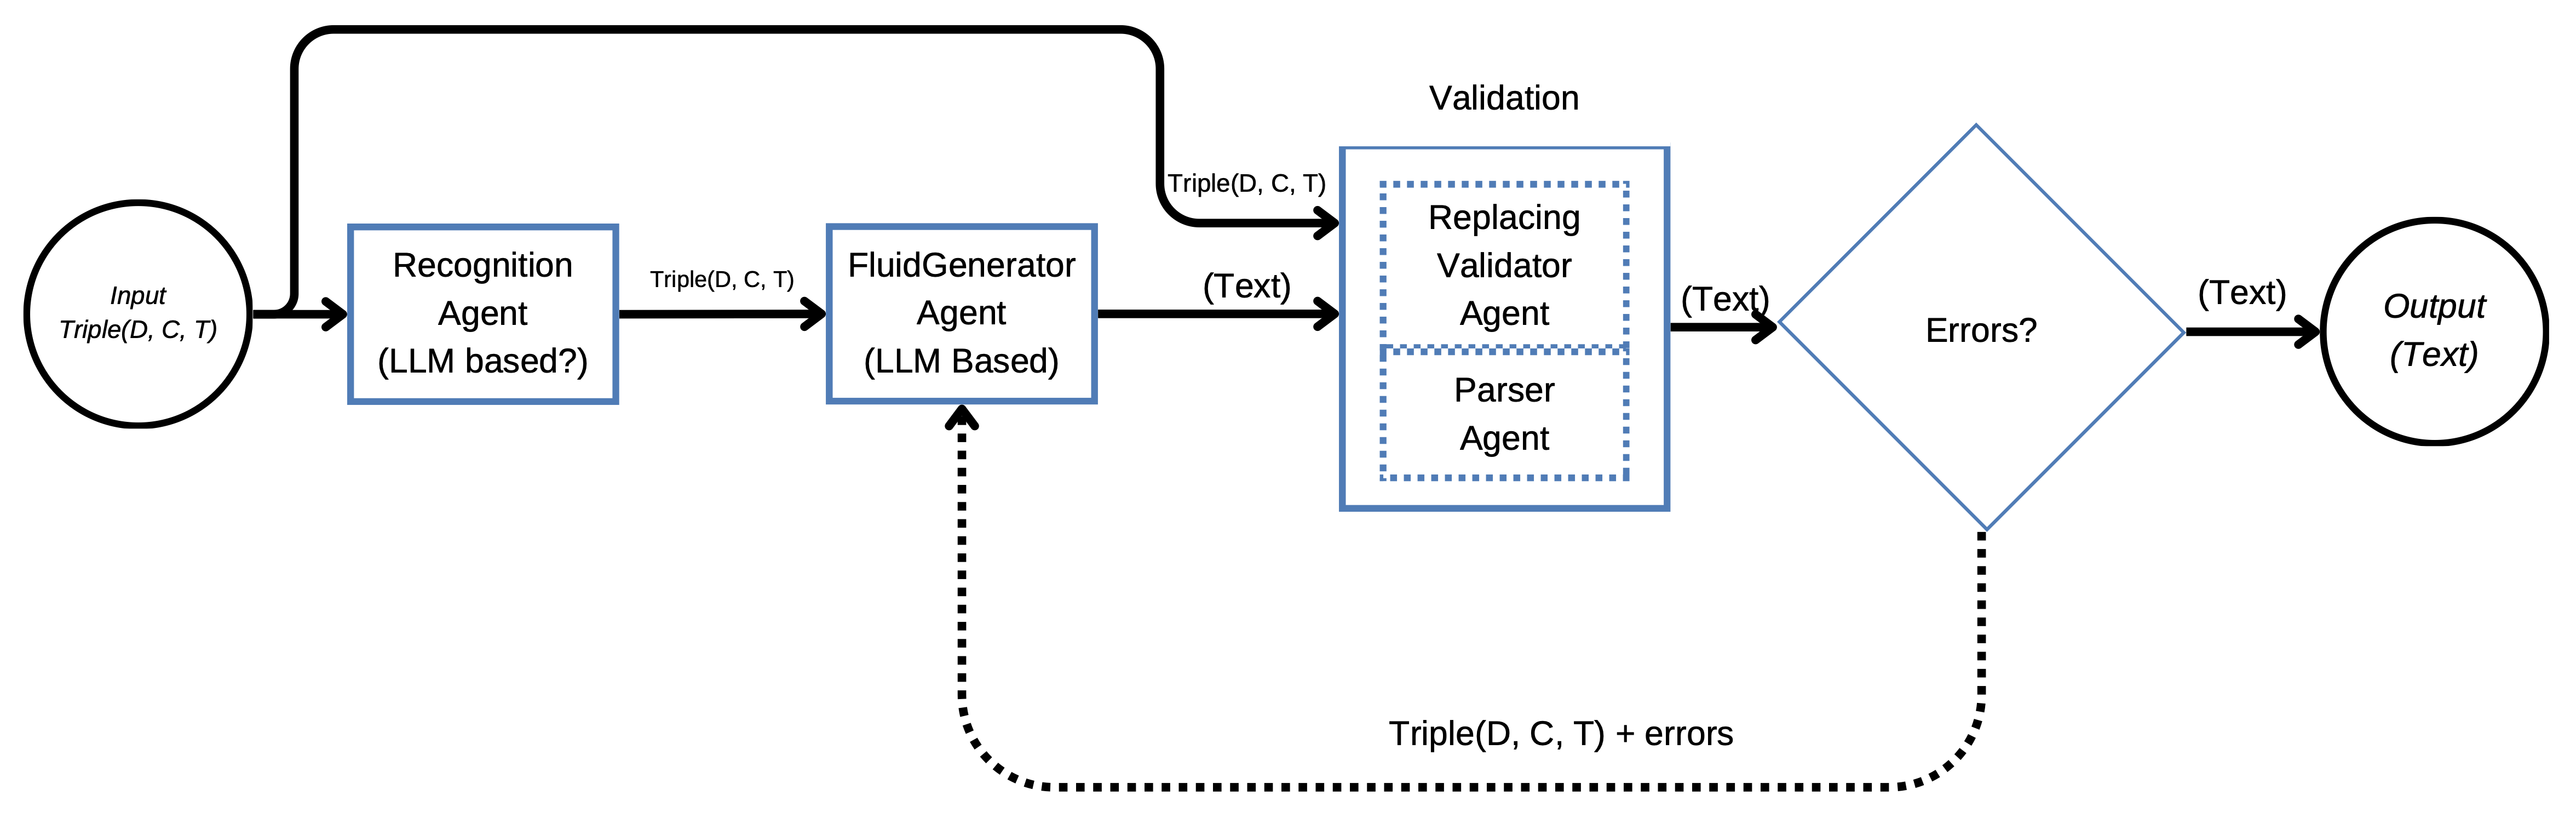 Input
Triple(D, C, T)
Recognition
Agent
(LLM based?)
Triple(D, C, T)
FluidGenerator
Agent
(LLM Based)
(Text)
Triple(D, C, T)
Validation
Replacing
Validator
Agent
Parser
Agent
(Text)
Errors?
(Text)
Output
(Text)
Triple(D, C, T) + errors